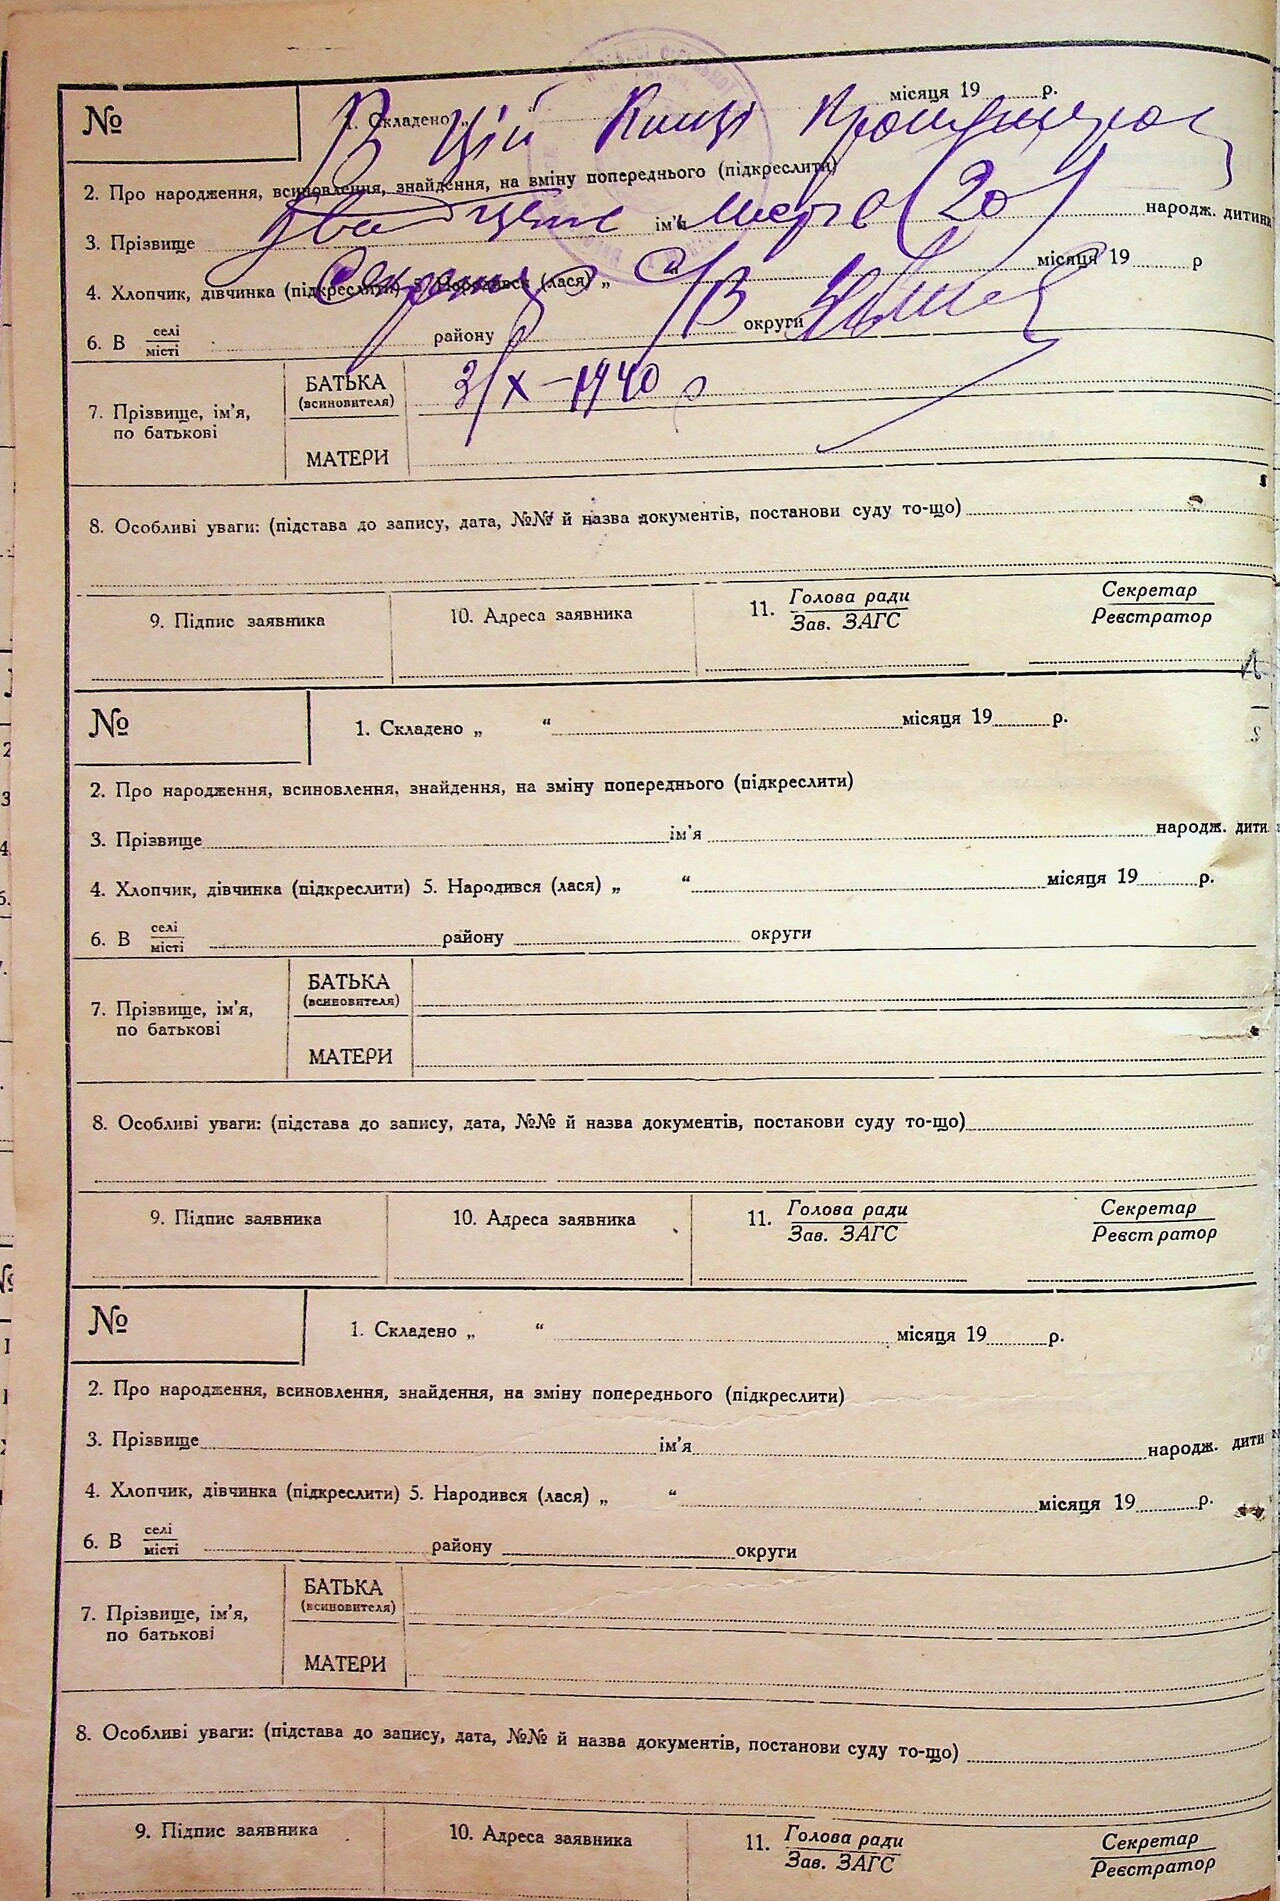 №
1. Складено „ місяця 19 р.
В цій книзі пронумеров
2. Про народження, всиновлення, знайдення, на зміну попереднього (підкреслити)
двадцять (20)
3. Прізвище ім'я народж. дитини
4. Хлопчик, дівчинка (підкреслити) 5. Народився (лася) „ “ місяця 19 р
Секретар с/в
6. В селі/місті району округи
7. Прізвище, ім'я, по батькові
БАТЬКА
(всиновителя)
3/X–1940 р
МАТЕРИ
8. Особливі уваги: (підстава до запису, дата, №№ й назва документів, постанови суду то-що)
9. Підпис заявника 10. Адреса заявника 11. Голова ради/Зав. ЗАГС Секретар/Реєстратор
№
1. Складено „ “ місяця 19 р.
2. Про народження, всиновлення, знайдення, на зміну попереднього (підкреслити)
3. Прізвище ім'я народж. дити
4. Хлопчик, дівчинка (підкреслити) 5. Народився (лася) „ “ місяця 19 р.
6. В селі/місті району округи
7. Прізвище, ім'я, по батькові
БАТЬКА
(всиновителя)
МАТЕРИ
8. Особливі уваги: (підстава до запису, дата, №№ й назва документів, постакови суду то-що)
9. Підпис заявника 10. Адреса заявника 11. Голова ради/Зав. ЗАГС Секретар/Реєстратор
№
1. Складено „ “ місяця 19 р.
2. Про народження, всиновлення, знайдення, на зміну попереднього (підкреслити)
3. Прізвище ім'я народж. дити
4. Хлопчик, дівчинка (підкреслити) 5. Народився (лася) „ “ місяця 19 р.
6. В селі/місті району округи
7. Прізвище, ім'я, по батькові
БАТЬКА
(всиновителя)
МАТЕРИ
8. Особливі уваги: (підстава до запису, дата, №№ й назва документів, постанови суду то-що)
9. Підпис заявника 10. Адреса заявника 11. Голова ради/Зав. ЗАГС Секретар/Реєстратор